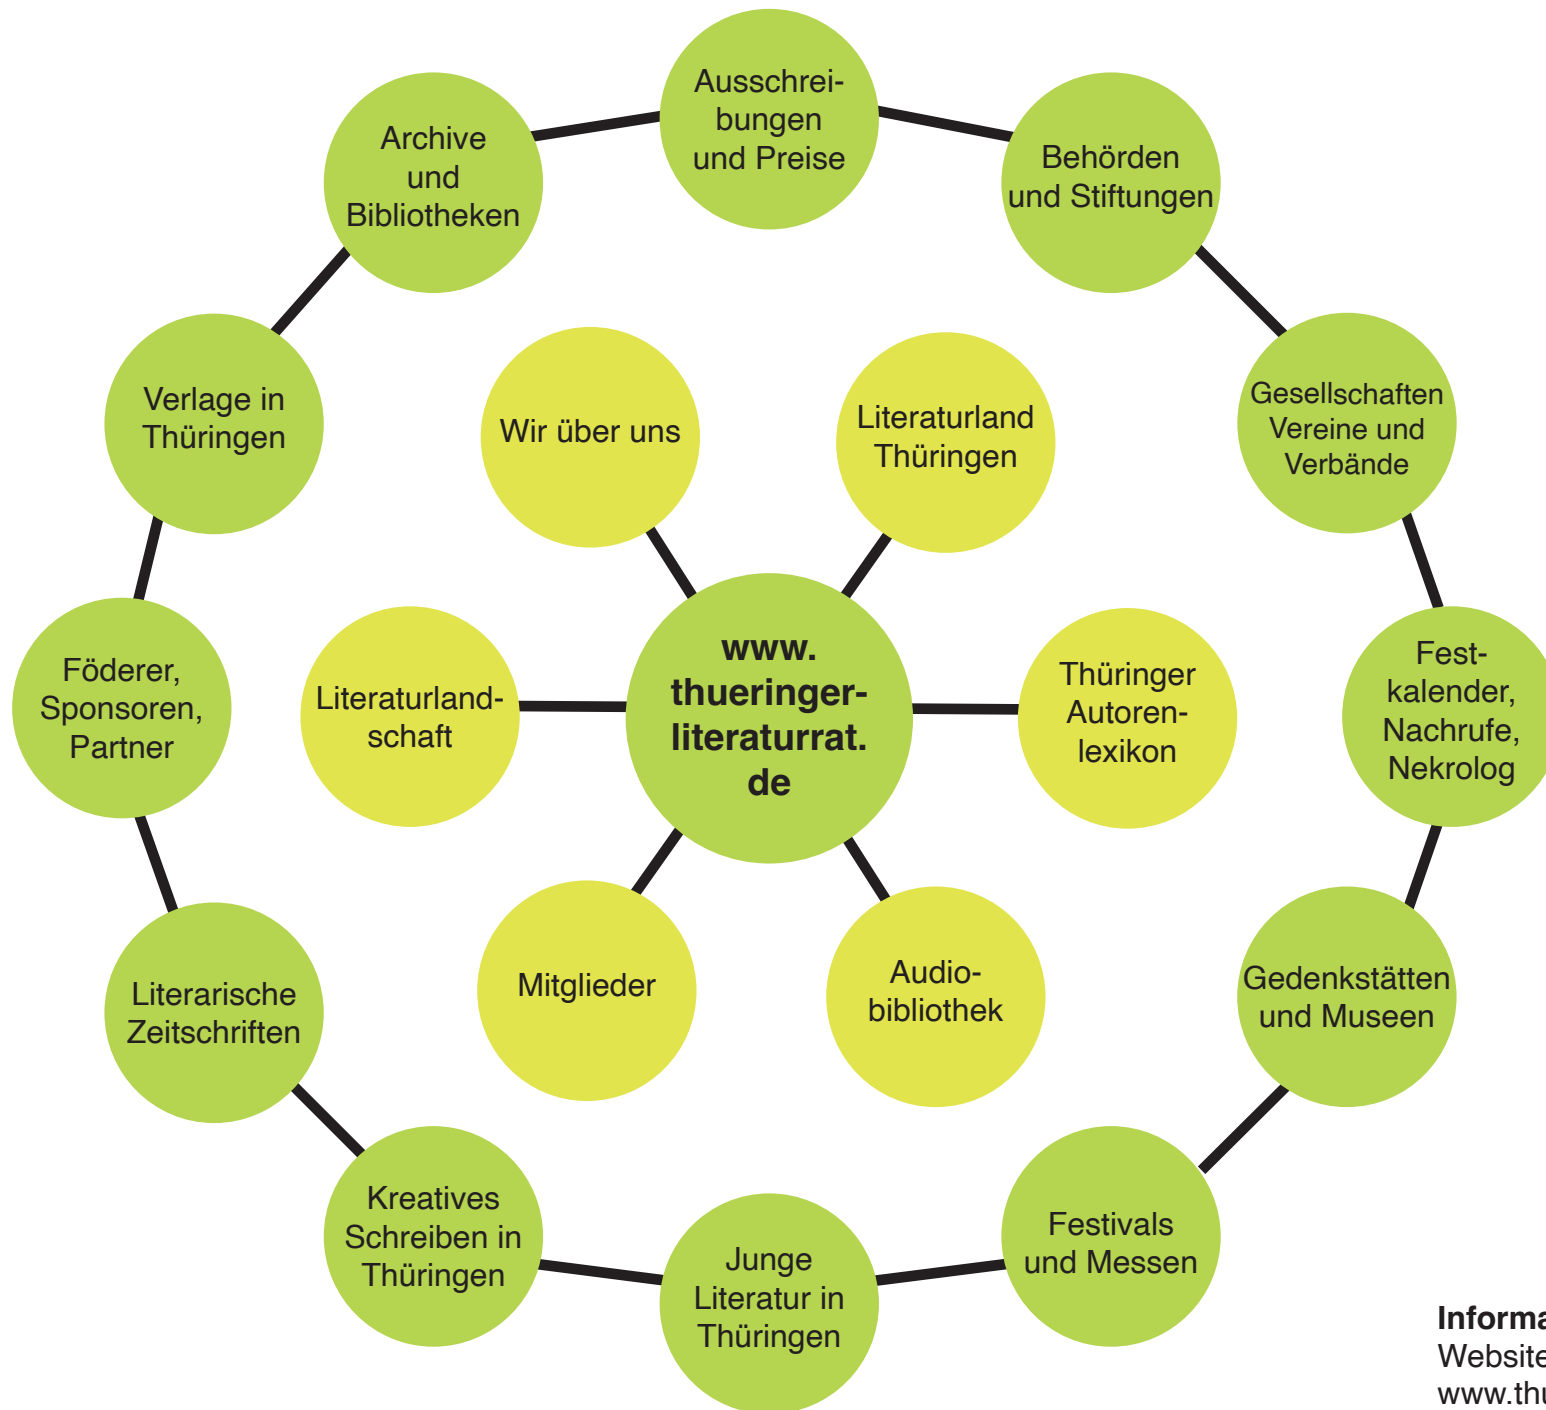 Ausschrei-
bungen
und Preise
Behörden
und Stiftungen
Gesellschaften
Vereine und
Verbände
Fest-
kalender,
Nachrufe,
Nekrolog
Gedenkstätten
und Museen
Festivals
und Messen
Junge
Literatur in
Thüringen
Kreatives
Schreiben in
Thüringen
Literarische
Zeitschriften
Föderer,
Sponsoren,
Partner
Verlage in
Thüringen
Archive
und
Bibliotheken
Wir über uns
Literaturland
Thüringen
Thüringer
Autoren-
lexikon
Audio-
bibliothek
Mitglieder
Literaturland-
schaft
www.
thueringer-
literaturrat.
de
Website